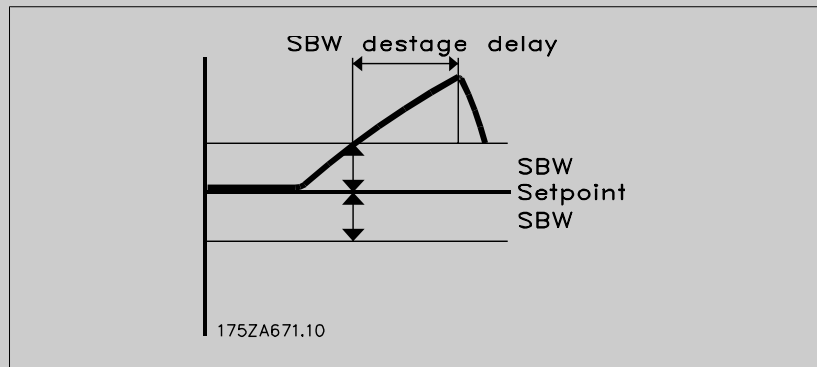 SBW destage delay
SBW
Setpoint
SBW
175ZA671.10